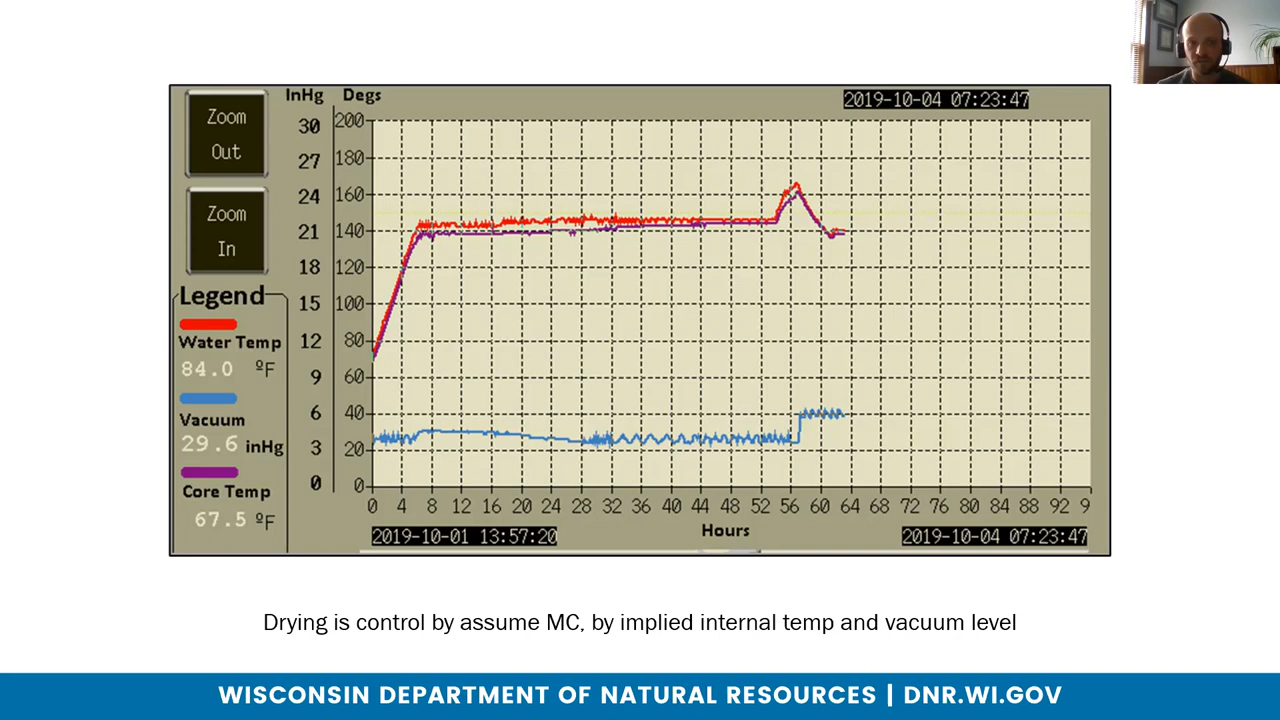 Zoom
Out
Zoom
In
Legend
Water Temp
84.0 ºF
Vacuum
29.6 inHg
Core Temp
67.5 ºF
InHg Degs
30
27
24
21
18
15
12
9
6
3
0
200
180
160
140
120
100
80
60
40
20
0
2019-10-04 07:23:47
0 4 8 12 16 20 24 28 32 36 40 44 48 52 56 60 64 68 72 76 80 84 88 92 9
2019-10-01 13:57:20
Hours
2019-10-04 07:23:47
Drying is control by assume MC, by implied internal temp and vacuum level
WISCONSIN DEPARTMENT OF NATURAL RESOURCES | DNR.WI.GOV